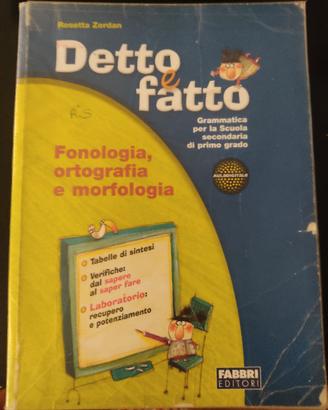 Rosetta Zordan
Detto e
fatto
Grammatica
per la Scuola
secondaria
di primo grado
R S
AULADIGITALE
Fonologia,
ortografia
e morfologia
Tabelle di sintesi
Verifiche:
dal sapere
al saper fare
Laboratorio:
recupero
e potenziamento
FABBRI
EDITORI